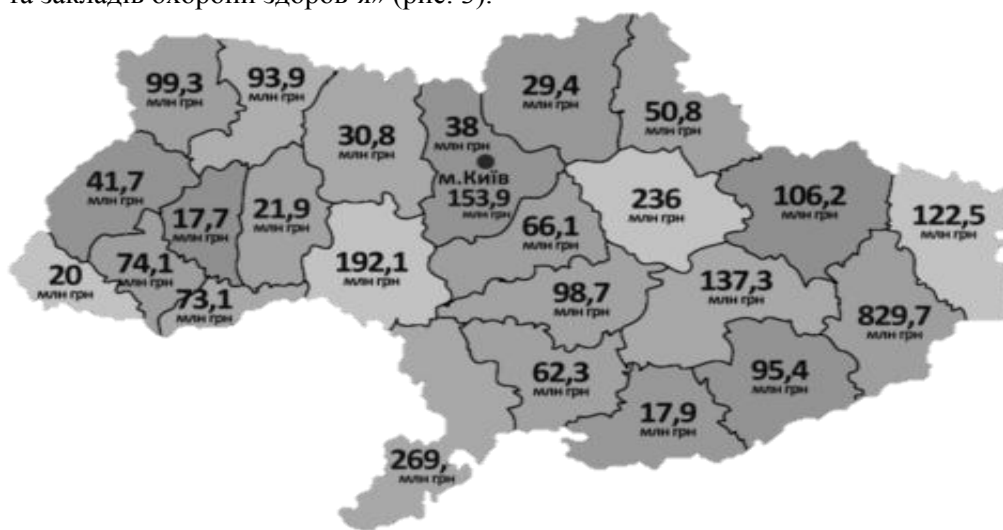 та закладів охорони здоров'я» (рис. 3).
99,3
млн грн
93,9
млн грн
30,8
млн грн
38
млн грн
м.Київ
153,9
млн грн
29,4
млн грн
50,8
млн грн
41,7
млн грн
17,7
млн грн
21,9
млн грн
66,1
млн грн
236
млн грн
106,2
млн грн
122,5
млн грн
20
млн грн
74,1
млн грн
73,1
млн грн
192,1
млн грн
98,7
млн грн
137,3
млн грн
829,7
млн грн
62,3
млн грн
17,9
млн грн
95,4
млн грн
269,
млн грн